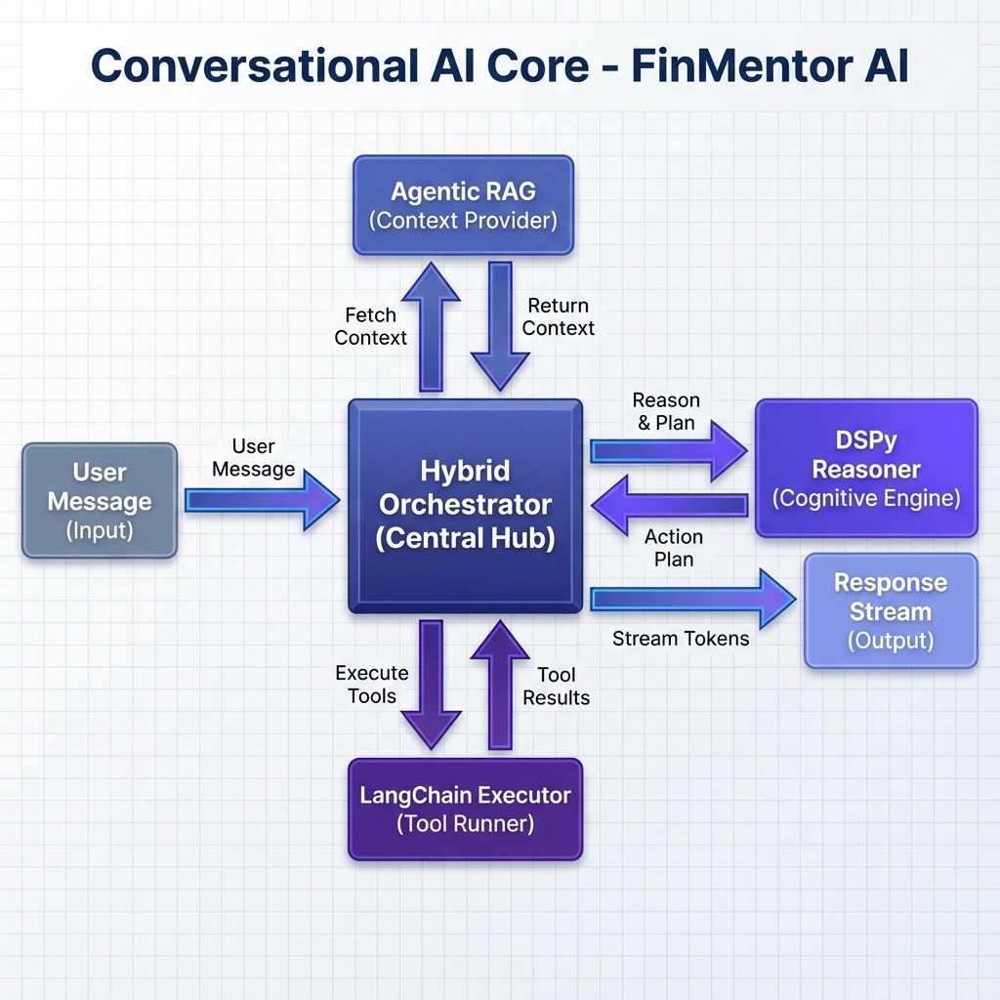 Conversational AI Core - FinMentor AI
Agentic RAG
(Context Provider)
Fetch
Context
Return
Context
User
Message
(Input)
User
Message
Hybrid
Orchestrator
(Central Hub)
Reason
& Plan
DSPy
Reasoner
(Cognitive Engine)
Action
Plan
Stream Tokens
Response
Stream
(Output)
Execute
Tools
Tool
Results
LangChain Executor
(Tool Runner)